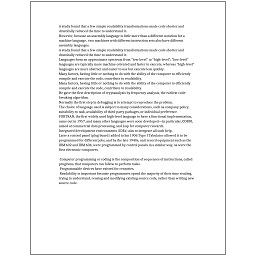 A study found that a few simple readability transformations made code shorter and
drastically reduced the time to understand it.
However, because an assembly language is little more than a different notation for a
machine language, two machines with different instruction sets also have different
assembly languages.
A study found that a few simple readability transformations made code shorter and
drastically reduced the time to understand it.
Languages form an approximate spectrum from "low-level" to "high-level"; "low-level"
languages are typically more machine-oriented and faster to execute, whereas "high-level"
languages are more abstract and easier to use but execute less quickly.
Many factors, having little or nothing to do with the ability of the computer to efficiently
compile and execute the code, contribute to readability.
Many factors, having little or nothing to do with the ability of the computer to efficiently
compile and execute the code, contribute to readability.
He gave the first description of cryptanalysis by frequency analysis, the earliest code-
breaking algorithm.
Normally the first step in debugging is to attempt to reproduce the problem.
The choice of language used is subject to many considerations, such as company policy,
suitability to task, availability of third-party packages, or individual preference.
FORTRAN, the first widely used high-level language to have a functional implementation,
came out in 1957, and many other languages were soon developed—in particular, COBOL
aimed at commercial data processing, and Lisp for computer research.
Integrated development environments (IDEs) aim to integrate all such help.
Later a control panel (plug board) added to his 1906 Type I Tabulator allowed it to be
programmed for different jobs, and by the late 1940s, unit record equipment such as the
IBM 602 and IBM 604, were programmed by control panels in a similar way, as were the
first electronic computers.
Computer programming or coding is the composition of sequences of instructions, called
programs, that computers can follow to perform tasks.
Programmable devices have existed for centuries.
Readability is important because programmers spend the majority of their time reading,
trying to understand, reusing and modifying existing source code, rather than writing new
source code.